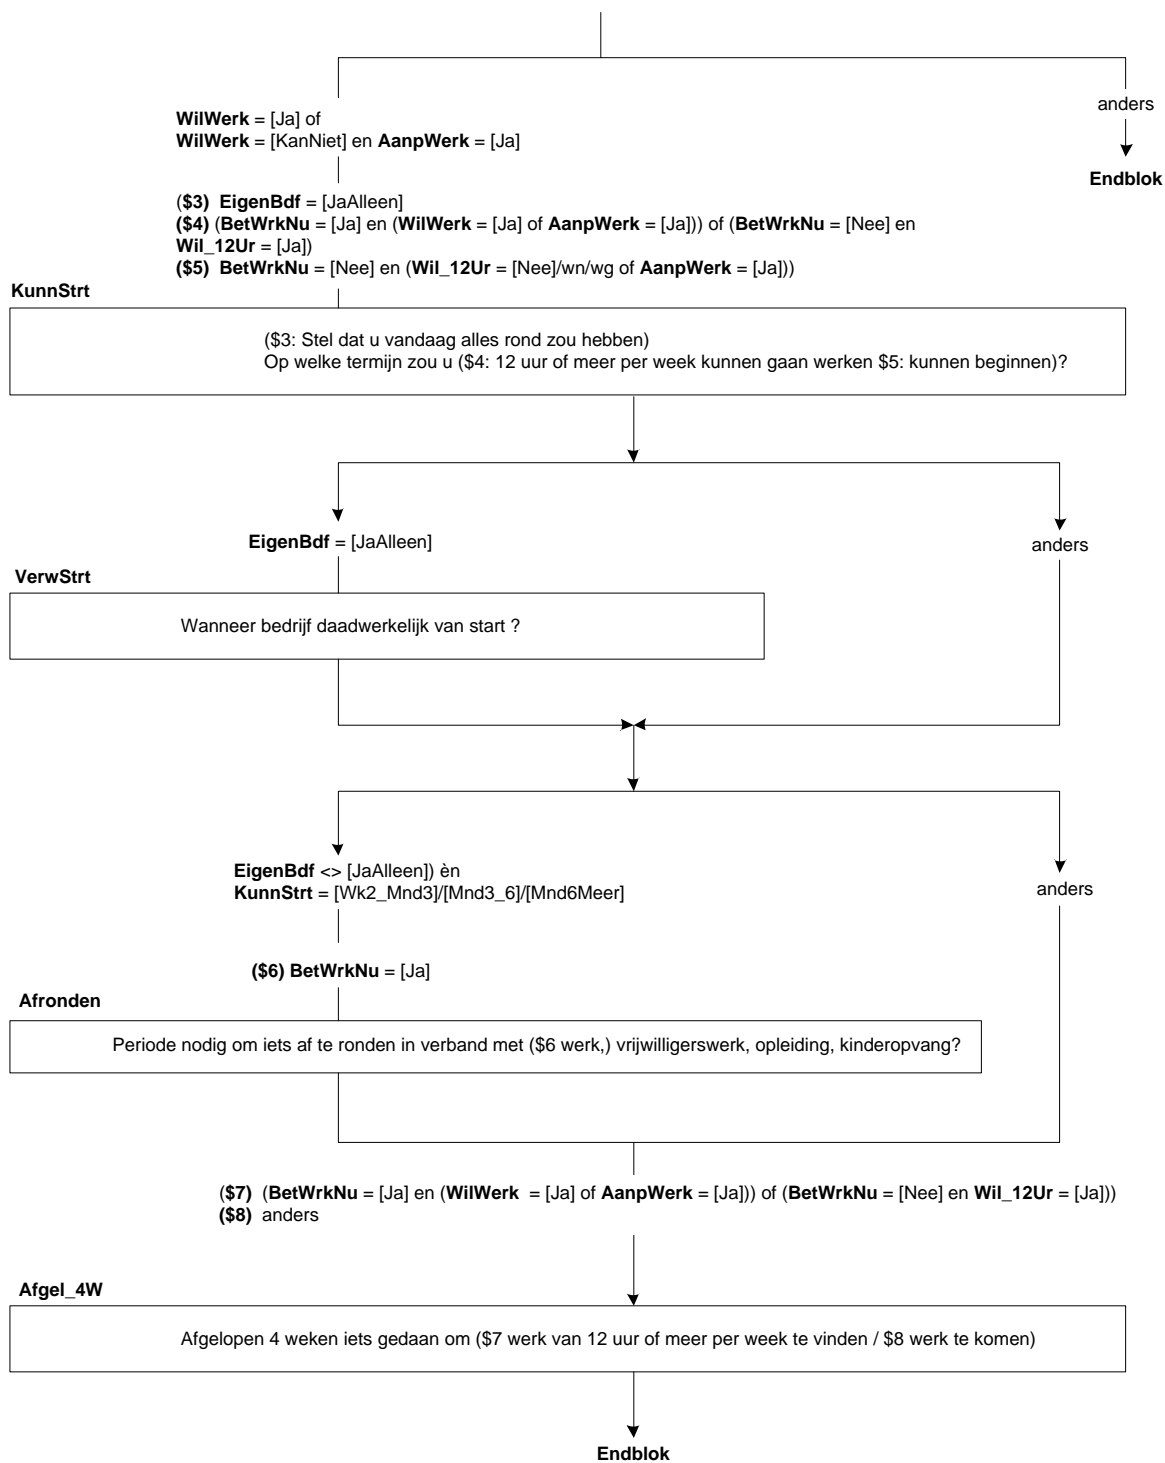 anders
Endblok
WilWerk = [Ja] of
WilWerk = [KanNiet] en AanpWerk = [Ja]
($3) EigenBdf = [JaAlleen]
($4) (BetWrkNu = [Ja] en (WilWerk = [Ja] of AanpWerk = [Ja])) of (BetWrkNu = [Nee] en
Wil_12Ur = [Ja])
($5) BetWrkNu = [Nee] en (Wil_12Ur = [Nee]/wn/wg of AanpWerk = [Ja]))
KunnStrt
($3: Stel dat u vandaag alles rond zou hebben)
Op welke termijn zou u ($4: 12 uur of meer per week kunnen gaan werken $5: kunnen beginnen)?
EigenBdf = [JaAlleen]
anders
VerwStrt
Wanneer bedrijf daadwerkelijk van start ?
EigenBdf <> [JaAlleen]) èn
KunnStrt = [Wk2_Mnd3]/[Mnd3_6]/[Mnd6Meer]
anders
($6) BetWrkNu = [Ja]
Afronden
Periode nodig om iets af te ronden in verband met ($6 werk,) vrijwilligerswerk, opleiding, kinderopvang?
($7) (BetWrkNu = [Ja] en (WilWerk = [Ja] of AanpWerk = [Ja])) of (BetWrkNu = [Nee] en Wil_12Ur = [Ja]))
($8) anders
Afgel_4W
Afgelopen 4 weken iets gedaan om ($7 werk van 12 uur of meer per week te vinden / $8 werk te komen)
Endblok